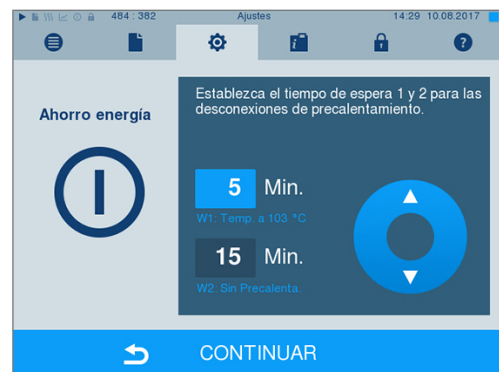 484 : 382 Ajustes 14:29 10.08.2017
Ahorro energía
Establezca el tiempo de espera 1 y 2 para las
desconexiones de precalentamiento.
5 Min.
W1: Temp. a 103 °C
15 Min.
W2: Sin Precalenta.
CONTINUAR